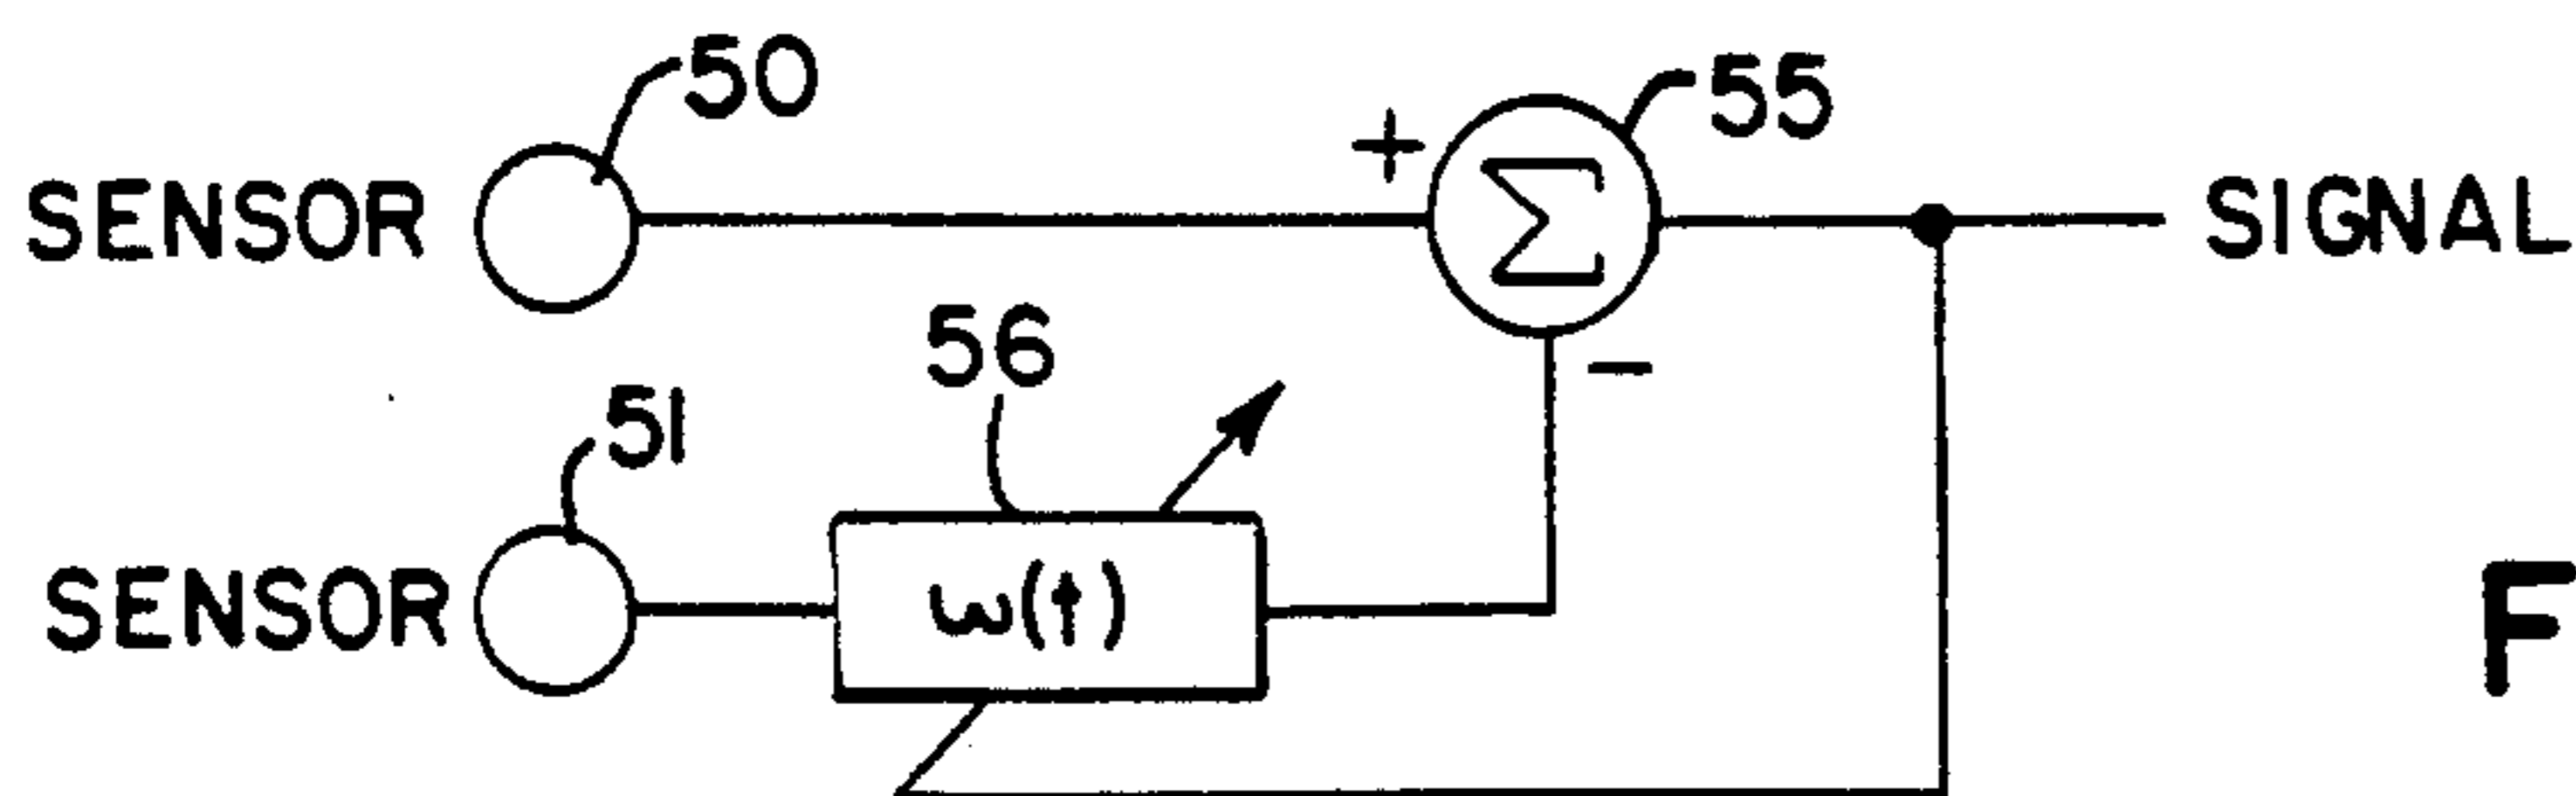 50
55
+
Σ
SENSOR
SIGNAL
56
−
51
SENSOR
ω(t)
F